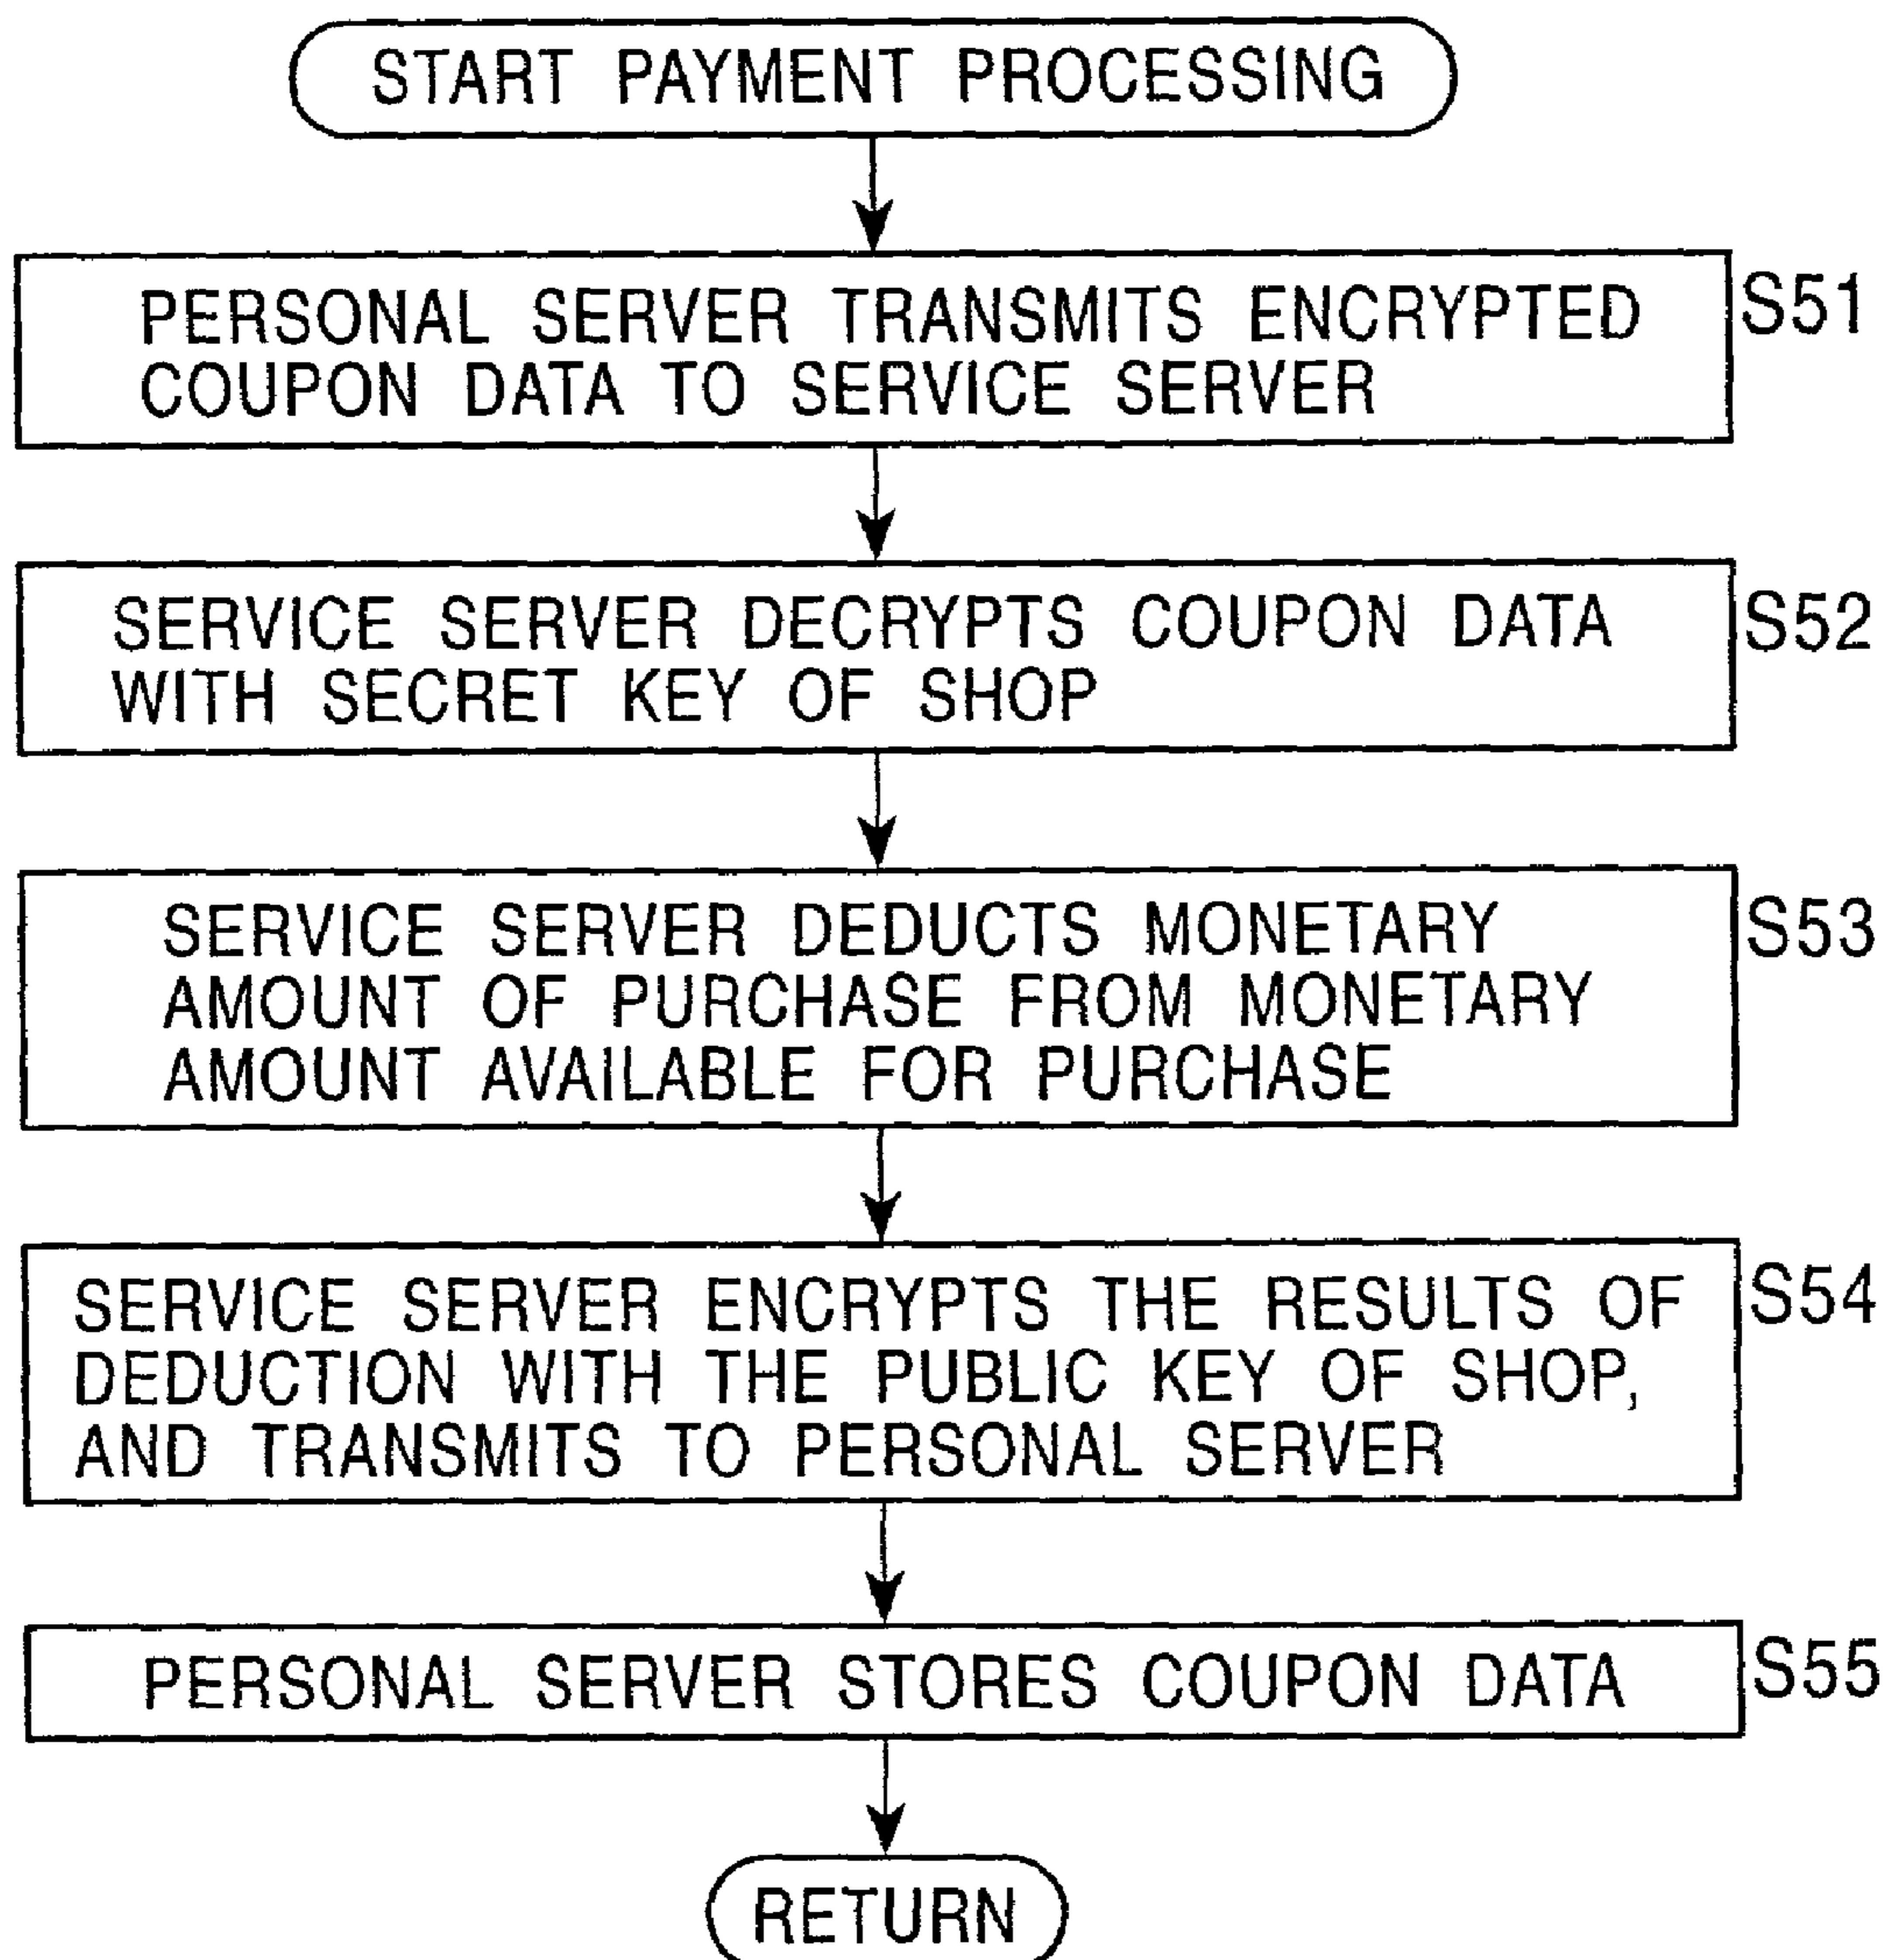 START PAYMENT PROCESSING
PERSONAL SERVER TRANSMITS ENCRYPTED
COUPON DATA TO SERVICE SERVER
S51
SERVICE SERVER DECRYPTS COUPON DATA
WITH SECRET KEY OF SHOP
S52
SERVICE SERVER DEDUCTS MONETARY
AMOUNT OF PURCHASE FROM MONETARY
AMOUNT AVAILABLE FOR PURCHASE
S53
SERVICE SERVER ENCRYPTS THE RESULTS OF
DEDUCTION WITH THE PUBLIC KEY OF SHOP,
AND TRANSMITS TO PERSONAL SERVER
S54
PERSONAL SERVER STORES COUPON DATA
S55
RETURN